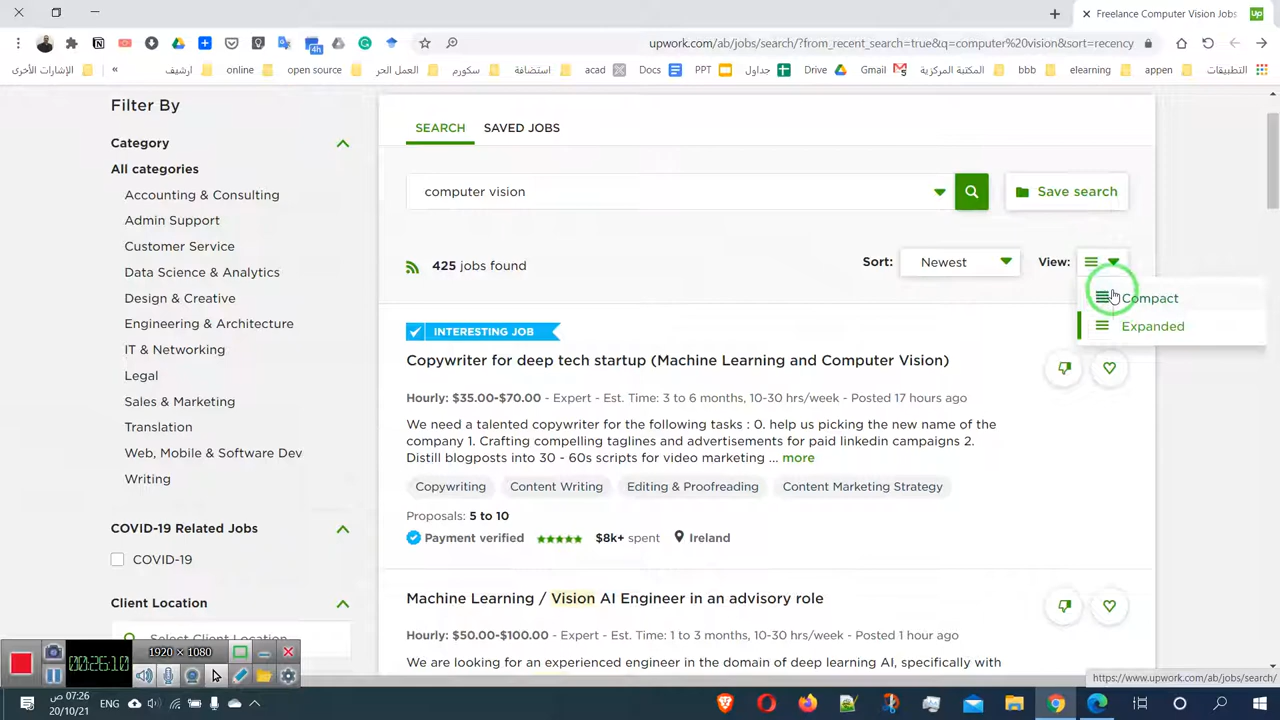 Freelance Computer Vision Jobs
Up
4h
upwork.com/ab/jobs/search/?from_recent_search=true&q=computer%20vision&sort=recency
الإشارات الأخرى
«
ارشيف
online
open source
العمل الحر
سكورم
استضافة
acad
Docs
PPT
جداول
Drive
Gmail
المكتبة المركزية
bbb
elearning
appen
التطبيقات
Filter By
Category
All categories
Accounting & Consulting
Admin Support
Customer Service
Data Science & Analytics
Design & Creative
Engineering & Architecture
IT & Networking
Legal
Sales & Marketing
Translation
Web, Mobile & Software Dev
Writing
COVID-19 Related Jobs
COVID-19
Client Location
Select Client Location
SEARCH
SAVED JOBS
computer vision
Save search
425 jobs found
Sort:
Newest
View:
Compact
Expanded
INTERESTING JOB
Copywriter for deep tech startup (Machine Learning and Computer Vision)
Hourly: $35.00-$70.00 - Expert - Est. Time: 3 to 6 months, 10-30 hrs/week - Posted 17 hours ago
We need a talented copywriter for the following tasks : 0. help us picking the new name of the
company 1. Crafting compelling taglines and advertisements for paid linkedin campaigns 2.
Distill blogposts into 30 - 60s scripts for video marketing ... more
Copywriting
Content Writing
Editing & Proofreading
Content Marketing Strategy
Proposals: 5 to 10
Payment verified
$8k+ spent
Ireland
Machine Learning / Vision AI Engineer in an advisory role
Hourly: $50.00-$100.00 - Expert - Est. Time: 1 to 3 months, 10-30 hrs/week - Posted 1 hour ago
We are looking for an experienced engineer in the domain of deep learning AI, specifically with
https://www.upwork.com/ab/jobs/search/
1920 × 1080
00:26:10
ENG
07:26 ص
20/10/21